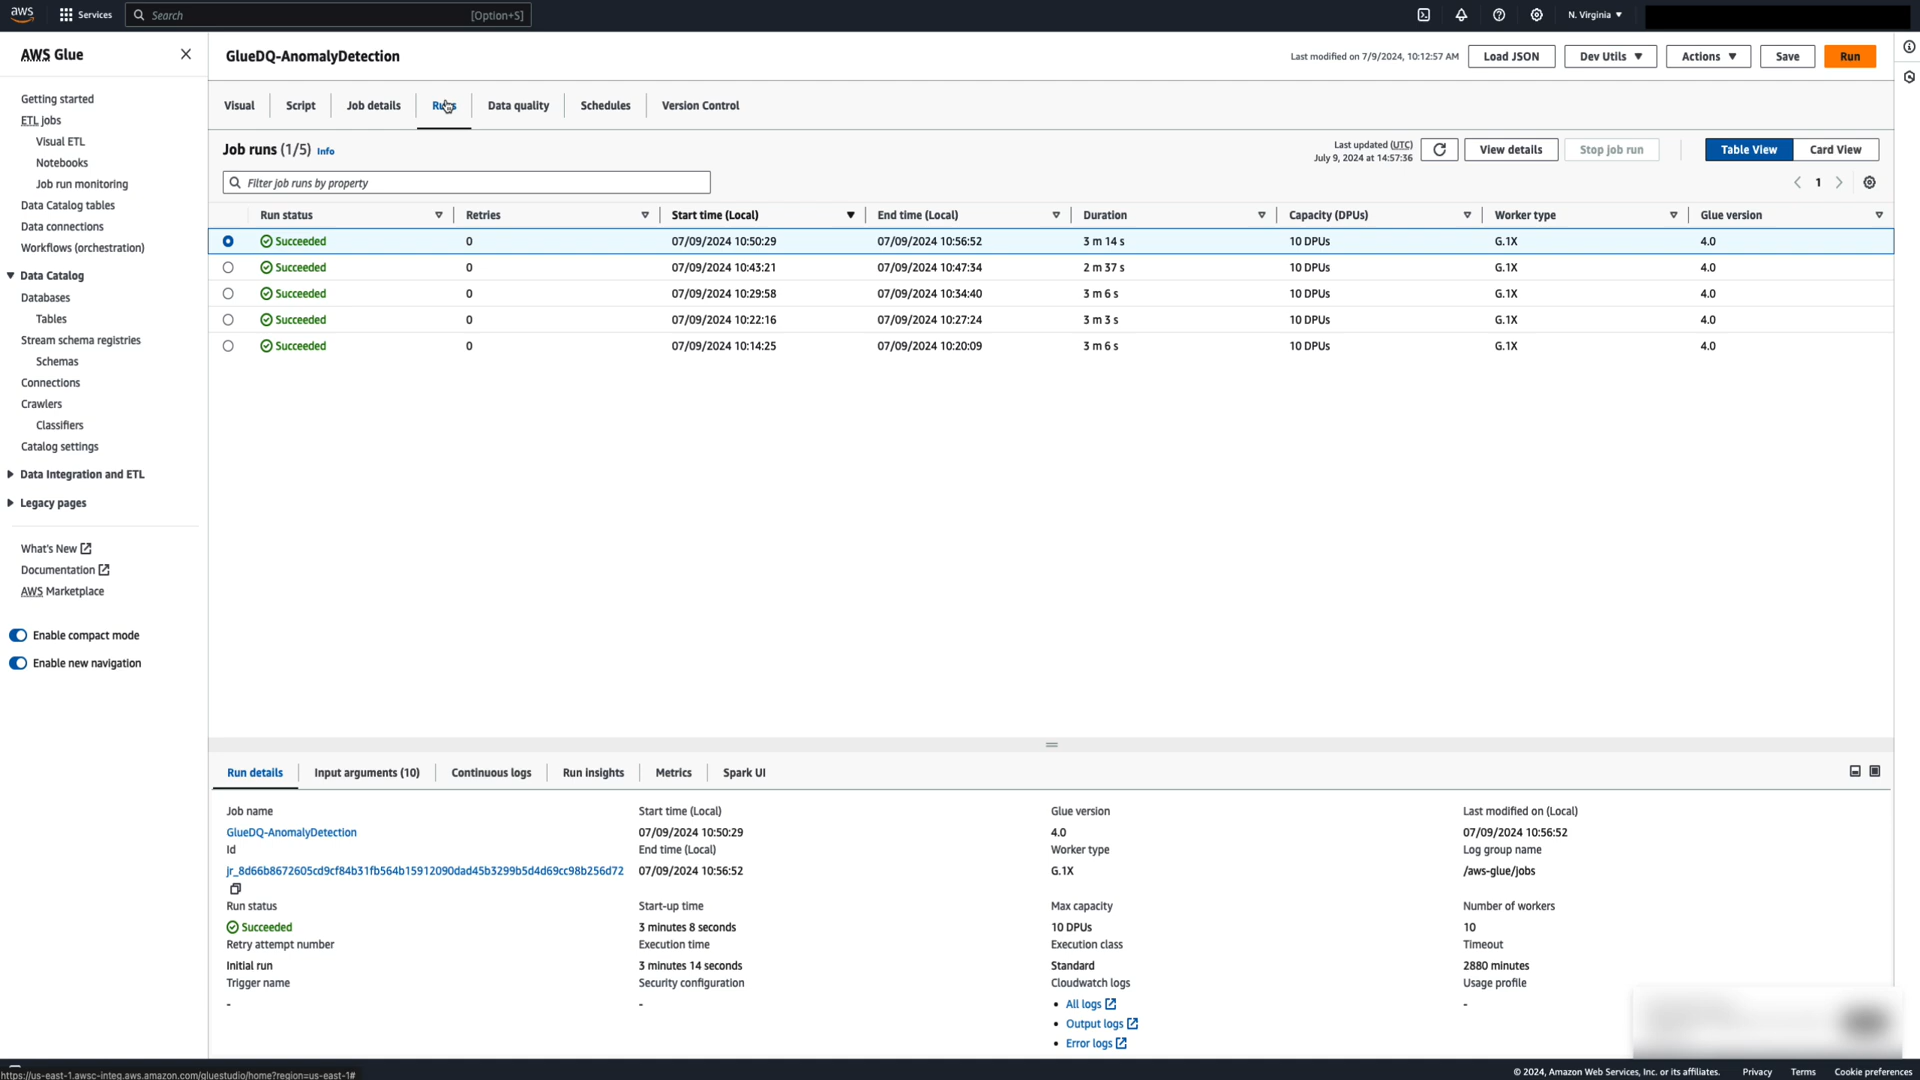 aws Services Search [Option+S] N. Virginia
AWS Glue
GlueDQ-AnomalyDetection
Last modified on 7/9/2024, 10:12:57 AM Load JSON Dev Utils Actions Save Run
Getting started
ETL jobs
Visual ETL
Notebooks
Job run monitoring
Data Catalog tables
Data connections
Workflows (orchestration)
Data Catalog
Databases
Tables
Stream schema registries
Schemas
Connections
Crawlers
Classifiers
Catalog settings
Data Integration and ETL
Legacy pages
What's New
Documentation
AWS Marketplace
Enable compact mode
Enable new navigation
Visual Script Job details Runs Data quality Schedules Version Control
Job runs (1/5) Info
Last updated (UTC)
July 9, 2024 at 14:57:36
View details Stop job run Table View Card View
Filter job runs by property
1
Run status Retries Start time (Local) End time (Local) Duration Capacity (DPUs) Worker type Glue version
Succeeded 0 07/09/2024 10:50:29 07/09/2024 10:56:52 3 m 14 s 10 DPUs G.1X 4.0
Succeeded 0 07/09/2024 10:43:21 07/09/2024 10:47:34 2 m 37 s 10 DPUs G.1X 4.0
Succeeded 0 07/09/2024 10:29:58 07/09/2024 10:34:40 3 m 6 s 10 DPUs G.1X 4.0
Succeeded 0 07/09/2024 10:22:16 07/09/2024 10:27:24 3 m 3 s 10 DPUs G.1X 4.0
Succeeded 0 07/09/2024 10:14:25 07/09/2024 10:20:09 3 m 6 s 10 DPUs G.1X 4.0
Run details Input arguments (10) Continuous logs Run insights Metrics Spark UI
Job name Start time (Local) Glue version Last modified on (Local)
GlueDQ-AnomalyDetection 07/09/2024 10:50:29 4.0 07/09/2024 10:56:52
Id End time (Local) Worker type Log group name
jr_8d66b8672605cd9cf84b31fb564b15912090dad45b3299b5d4d69cc98b256d72 07/09/2024 10:56:52 G.1X /aws-glue/jobs
Run status Start-up time Max capacity Number of workers
Succeeded 3 minutes 8 seconds 10 DPUs 10
Retry attempt number Execution time Execution class Timeout
Initial run 3 minutes 14 seconds Standard 2880 minutes
Trigger name Security configuration Cloudwatch logs Usage profile
- - • All logs -
• Output logs
• Error logs
https://us-east-1.awsc-integ.aws.amazon.com/gluestudio/home?region=us-east-1#
© 2024, Amazon Web Services, Inc. or its affiliates. Privacy Terms Cookie preferences